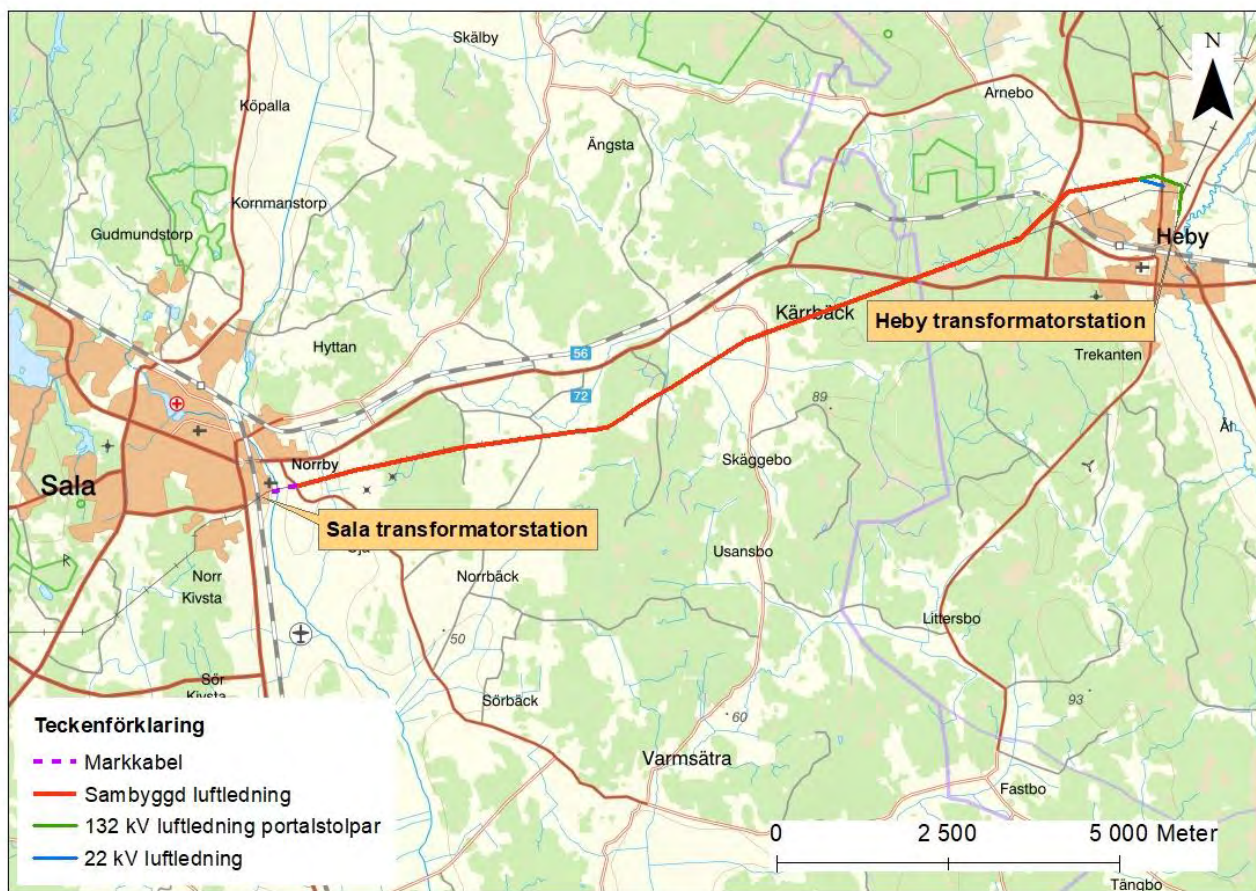 Skälby
N
Köpalla
Arnebo
Ängsta
Kornmanstorp
Gudmundstorp
Heby
Kärrbäck
Heby transformatorstation
Hyttan
56
Trekanten
72
89
Norrby
Skäggebo
Sala
Sala transformatorstation
Usansbo
Norr
Kivsta
Norrbäck
Littersbo
50
Sör
Kivsta
Sörbäck
93
60
Varmsätra
Fastbo
Tängbo
Teckenförklaring
Markkabel
Sambyggd luftledning
132 kV luftledning portalstolpar
22 kV luftledning
0 2 500 5 000 Meter